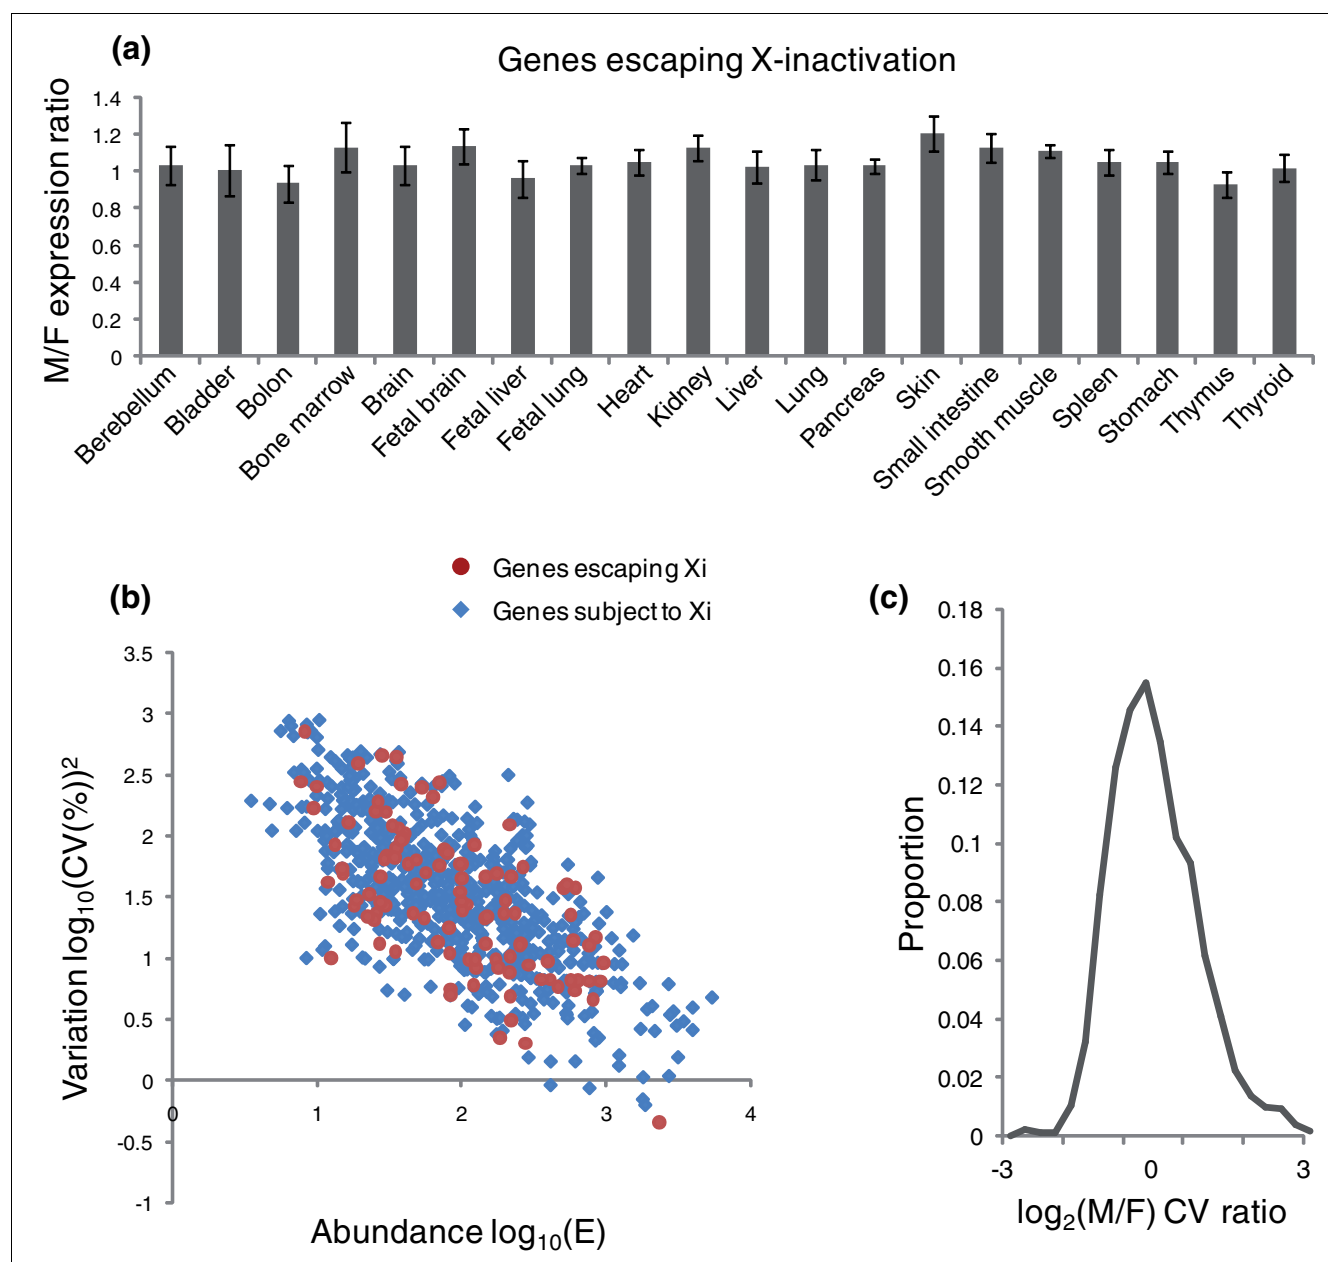 (a)
Genes escaping X-inactivation
M/F expression ratio
1.4
1.2
1
0.8
0.6
0.4
0.2
0
Berebellum
Bladder
Bolon
Bone marrow
Brain
Fetal brain
Fetal liver
Fetal lung
Heart
Kidney
Liver
Lung
Pancreas
Skin
Small intestine
Smooth muscle
Spleen
Stomach
Thymus
Thyroid
(b)
Genes escaping Xi
Genes subject to Xi
Variation log₁₀(CV(%))²
3.5
3
2.5
2
1.5
1
0.5
0
-0.5
-1
0 1 2 3 4
Abundance log₁₀(E)
(c)
Proportion
0.18
0.16
0.14
0.12
0.1
0.08
0.06
0.04
0.02
0
-3 0 3
log₂(M/F) CV ratio